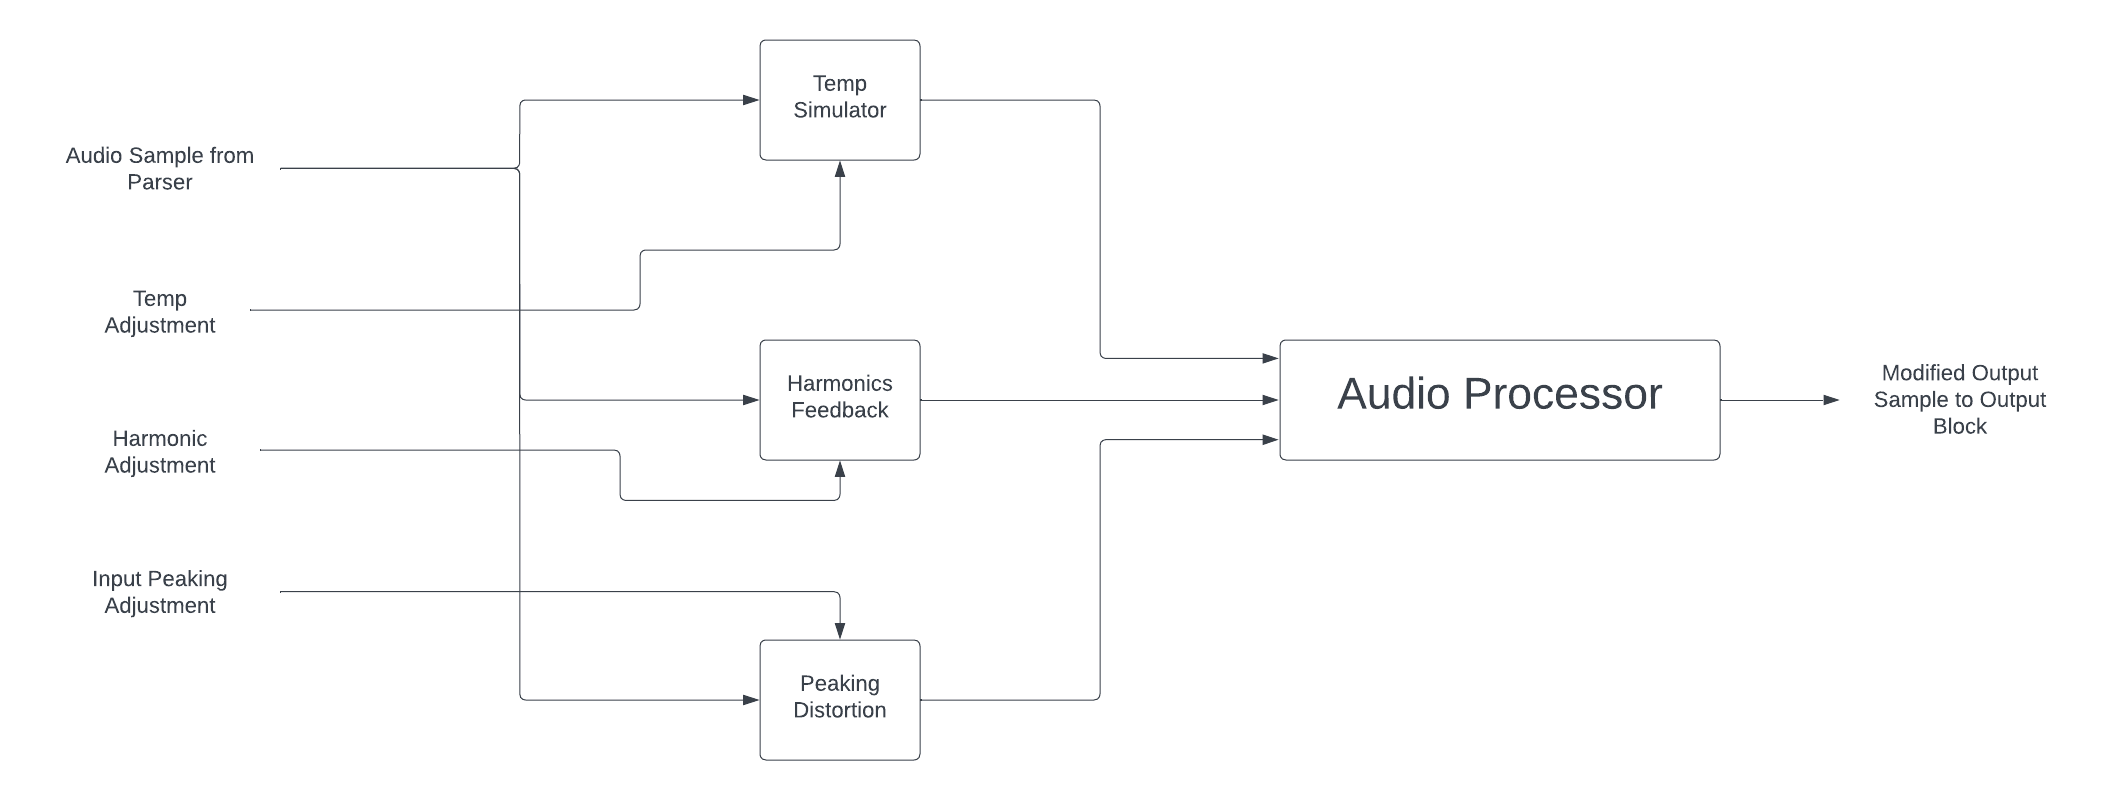 Temp
Simulator
Audio Sample from
Parser
Temp
Adjustment
Harmonics
Feedback
Audio Processor
Modified Output
Sample to Output
Block
Harmonic
Adjustment
Input Peaking
Adjustment
Peaking
Distortion